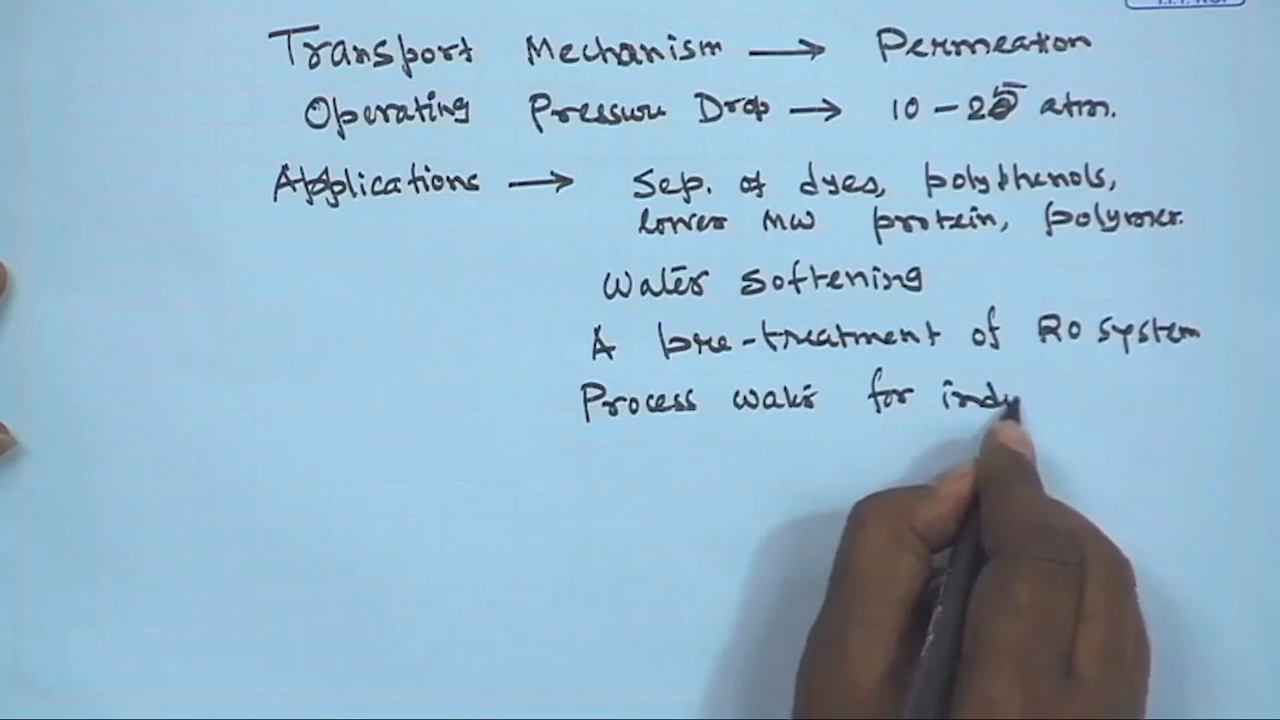 Transport Mechanism → Permeation
Operating Pressure Drop → 10 - 25 atm.
Applications → Sep. of dyes, polyphenols,
lower MW protein, polymer.
Water softening
A pre-treatment of RO system
Process water for indu